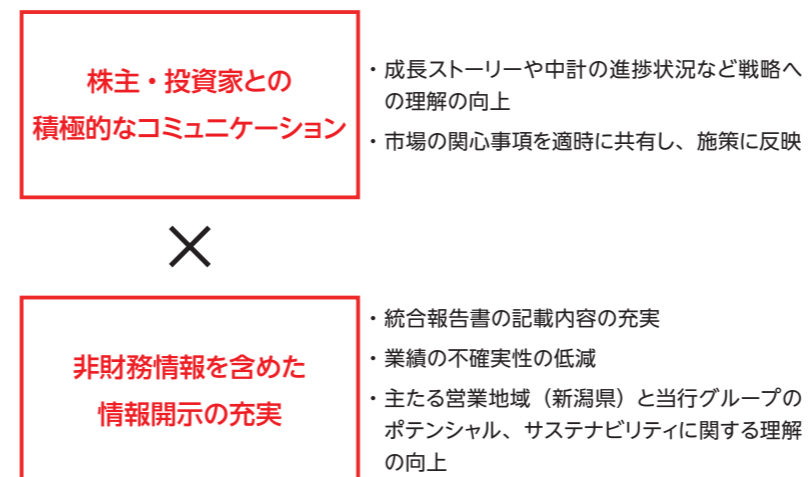 株主・投資家との
積極的なコミュニケーション
・成長ストーリーや中計の進捗状況など戦略へ
の理解の向上
・市場の関心事項を適時に共有し、施策に反映
×
非財務情報を含めた
情報開示の充実
・統合報告書の記載内容の充実
・業績の不確実性の低減
・主たる営業地域（新潟県）と当行グループの
ポテンシャル、サステナビリティに関する理解
の向上